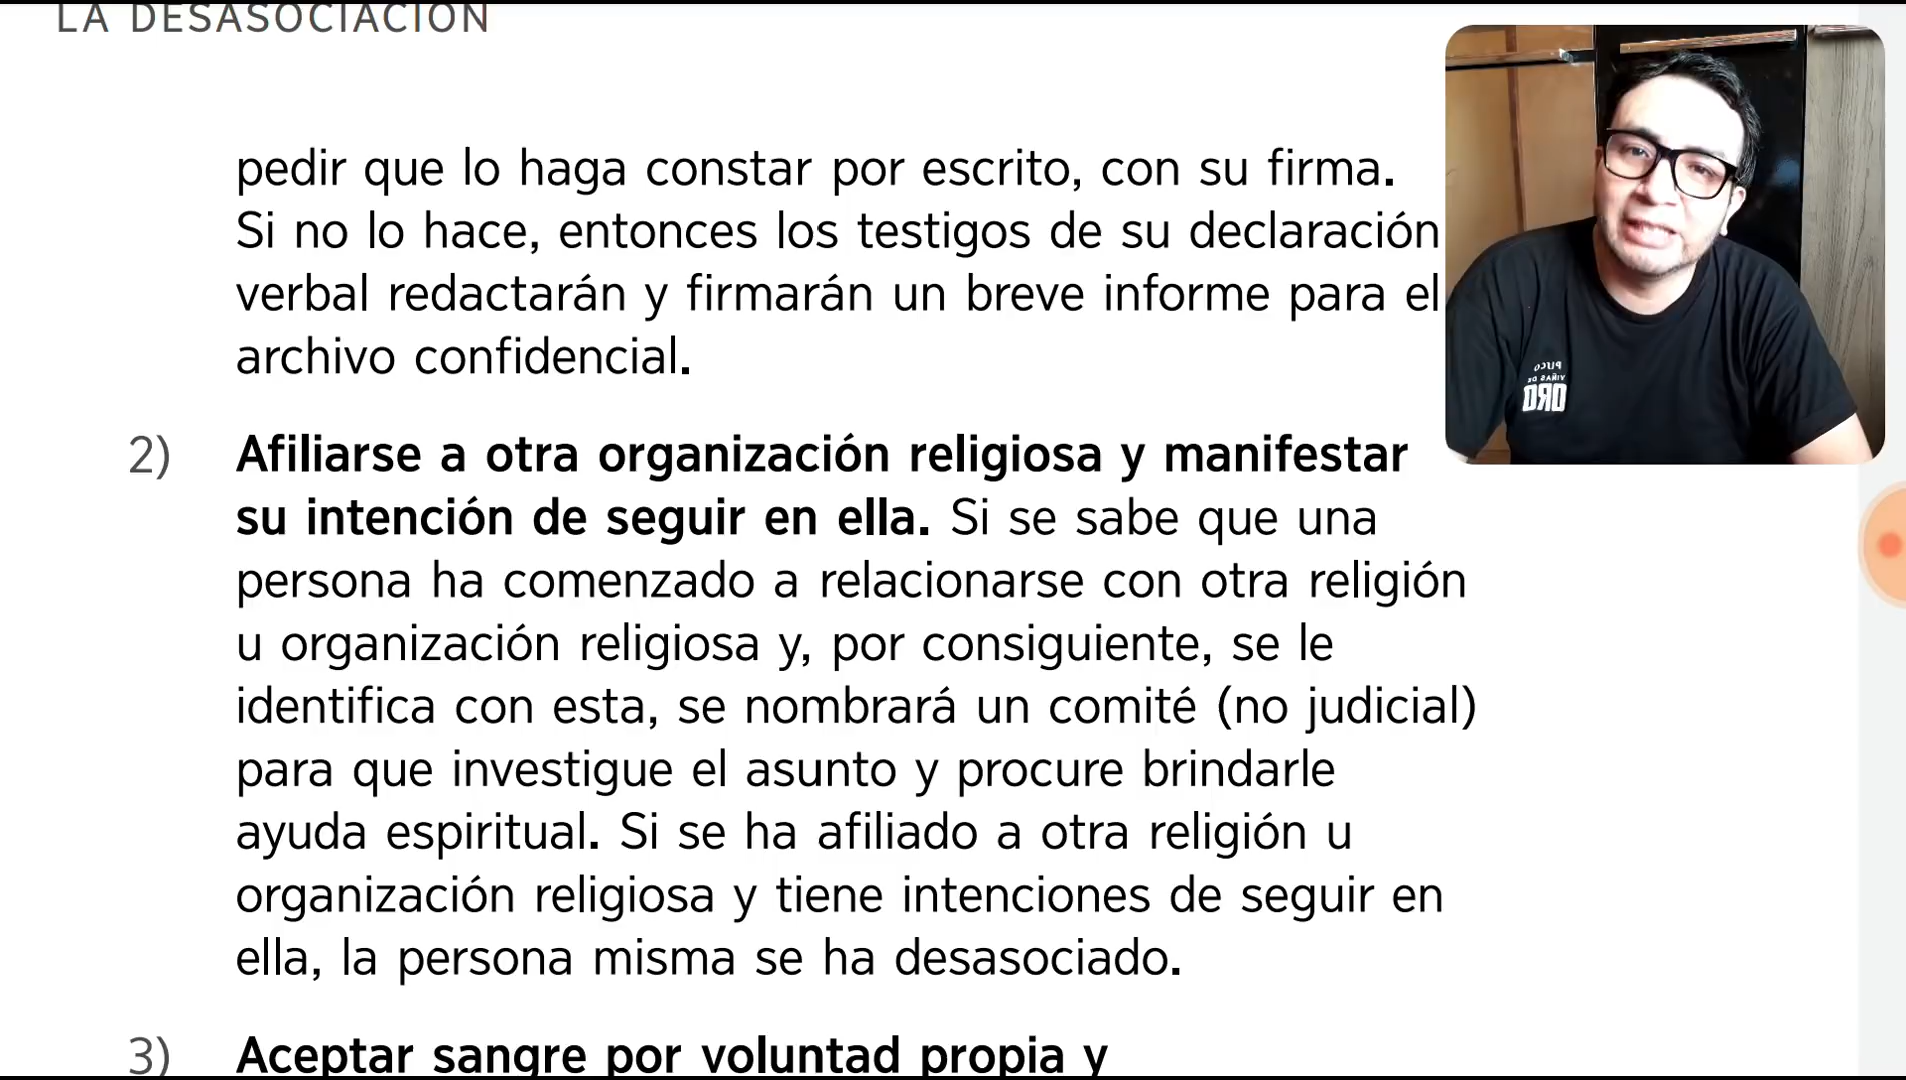 LA DESASOCIACIÓN
pedir que lo haga constar por escrito, con su firma.
Si no lo hace, entonces los testigos de su declaración
verbal redactarán y firmarán un breve informe para el
archivo confidencial.
2) Afiliarse a otra organización religiosa y manifestar
su intención de seguir en ella. Si se sabe que una
persona ha comenzado a relacionarse con otra religión
u organización religiosa y, por consiguiente, se le
identifica con esta, se nombrará un comité (no judicial)
para que investigue el asunto y procure brindarle
ayuda espiritual. Si se ha afiliado a otra religión u
organización religiosa y tiene intenciones de seguir en
ella, la persona misma se ha desasociado.
3) Aceptar sangre por voluntad propia y
PUCO
VIÑAS DE
ORO